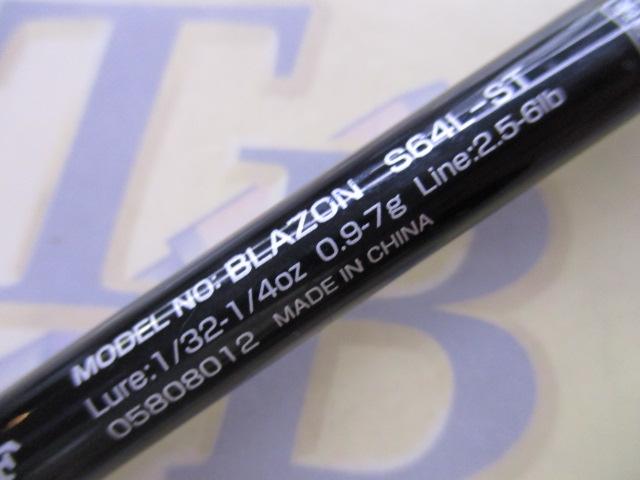 MODEL NO: BLAZON S64L-ST
Lure:1/32-1/4oz 0.9-7g Line:2.5-6lb
05808012 MADE IN CHINA
TB